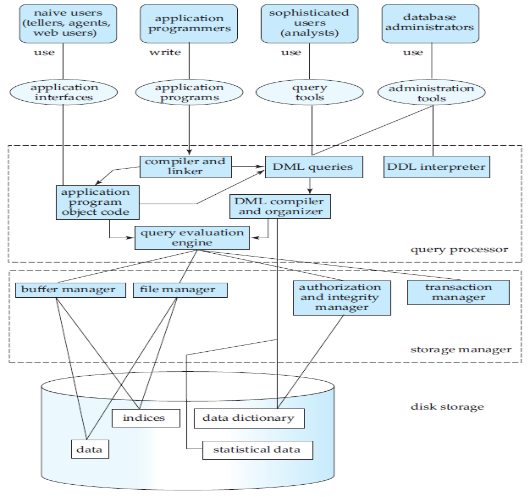 naive users
(tellers, agents,
web users)
application
programmers
sophisticated
users
(analysts)
database
administrators
use
write
use
use
application
interfaces
application
programs
query
tools
administration
tools
compiler and
linker
DML queries
DDL interpreter
application
program
object code
DML compiler
and organizer
query evaluation
engine
query processor
buffer manager
file manager
authorization
and integrity
manager
transaction
manager
storage manager
disk storage
indices
data dictionary
data
statistical data